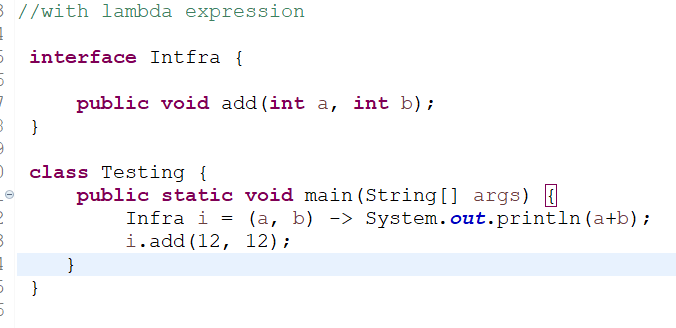 //with lambda expression
interface Intfra {
public void add(int a, int b);
}
class Testing {
public static void main(String[] args) {
Infra i = (a, b) -> System.out.println(a+b);
i.add(12, 12);
}
}